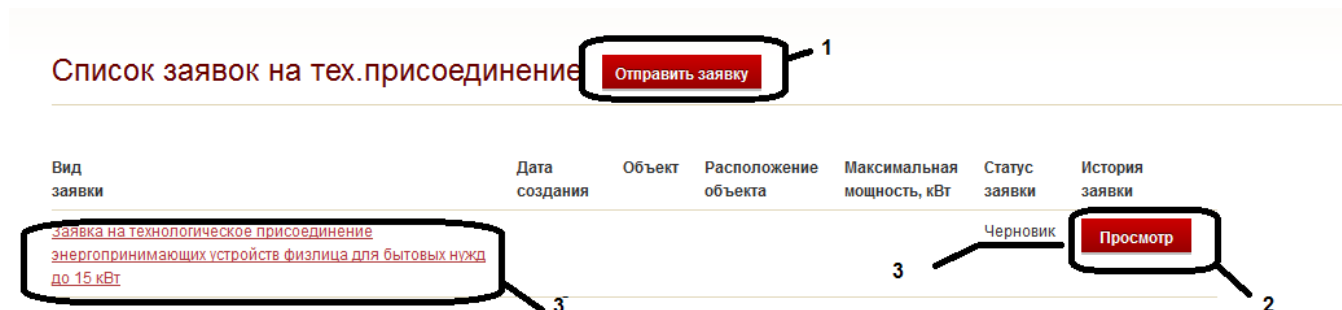 1
Список заявок на тех.присоединение Отправить заявку
Вид Дата Объект Расположение Максимальная Статус История
заявки создания объекта мощность, кВт заявки заявки
Заявка на технологическое присоединение Черновик Просмотр
энергопринимающих устройств физлица для бытовых нужд
до 15 кВт
3
3 2